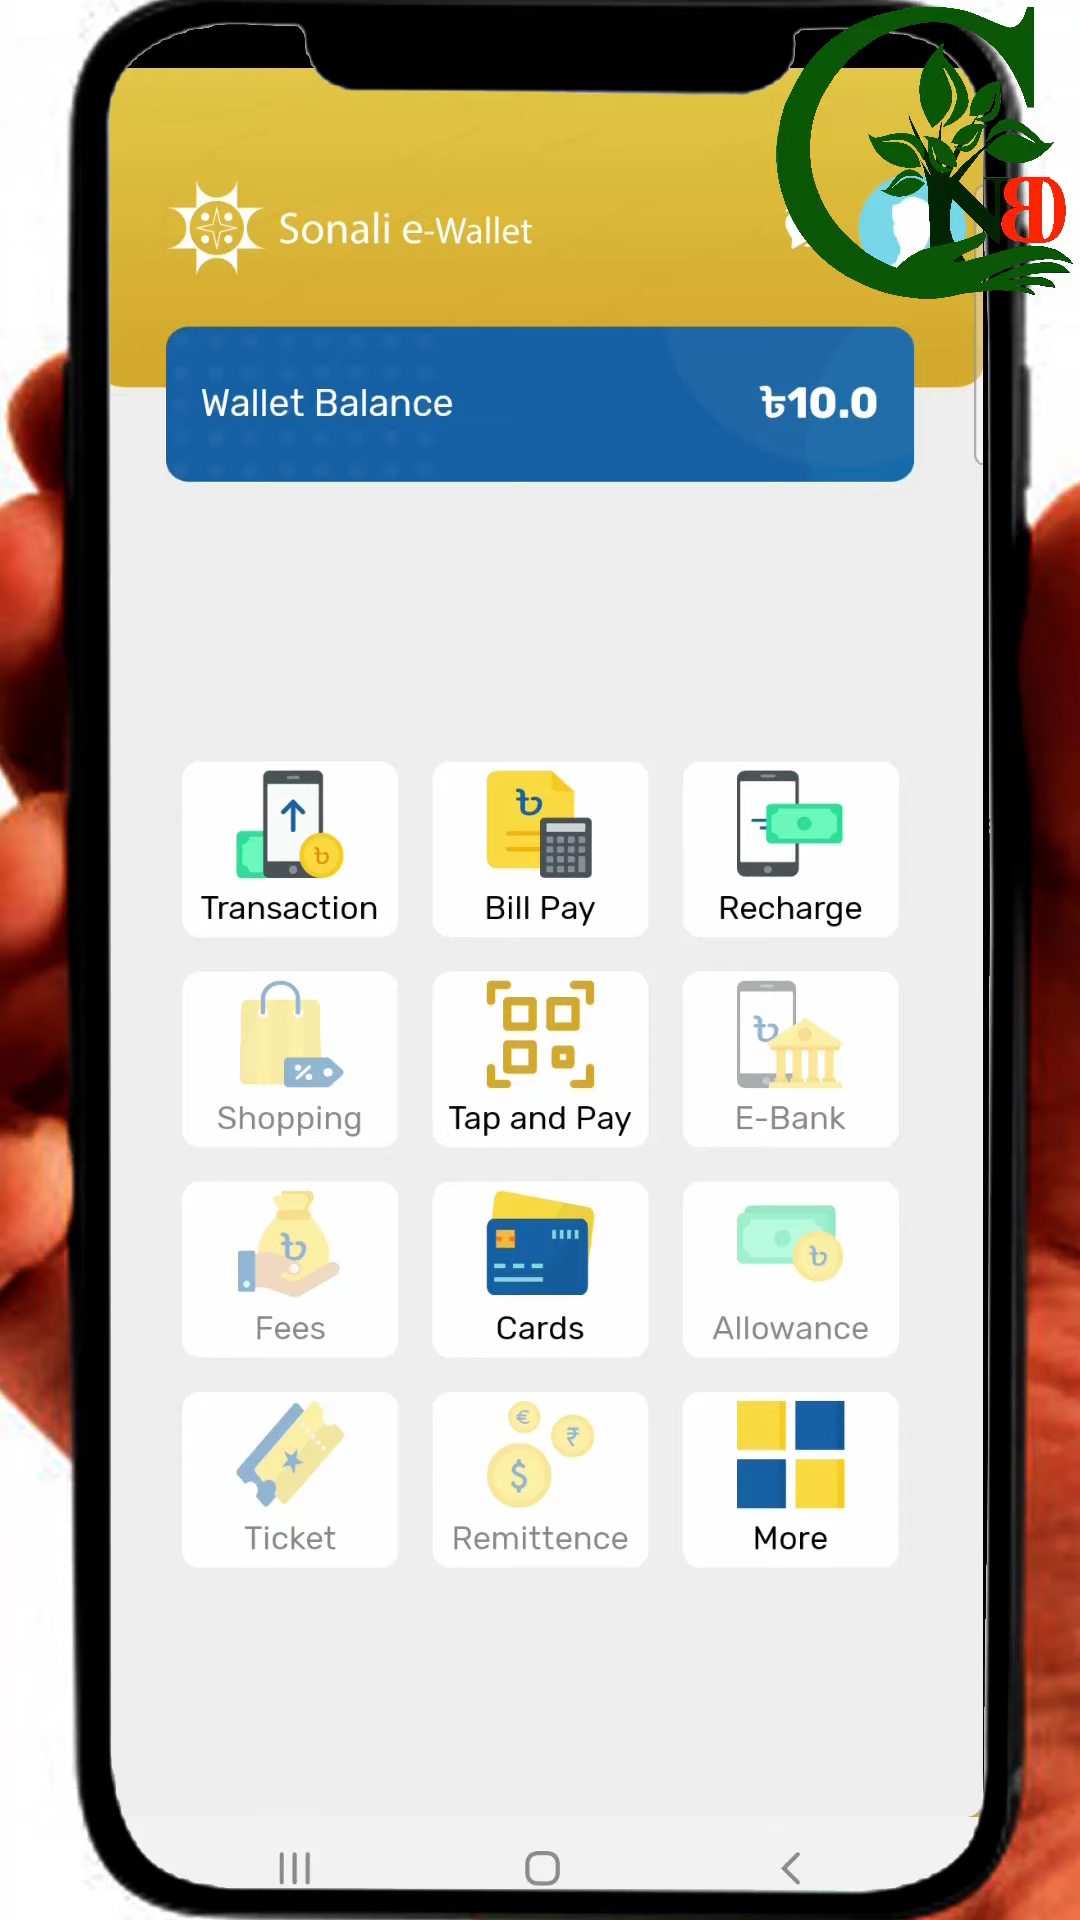 CNBD
Sonali e-Wallet
Wallet Balance
৳10.0
Transaction
Bill Pay
Recharge
Shopping
Tap and Pay
E-Bank
Fees
Cards
Allowance
Ticket
Remittence
More